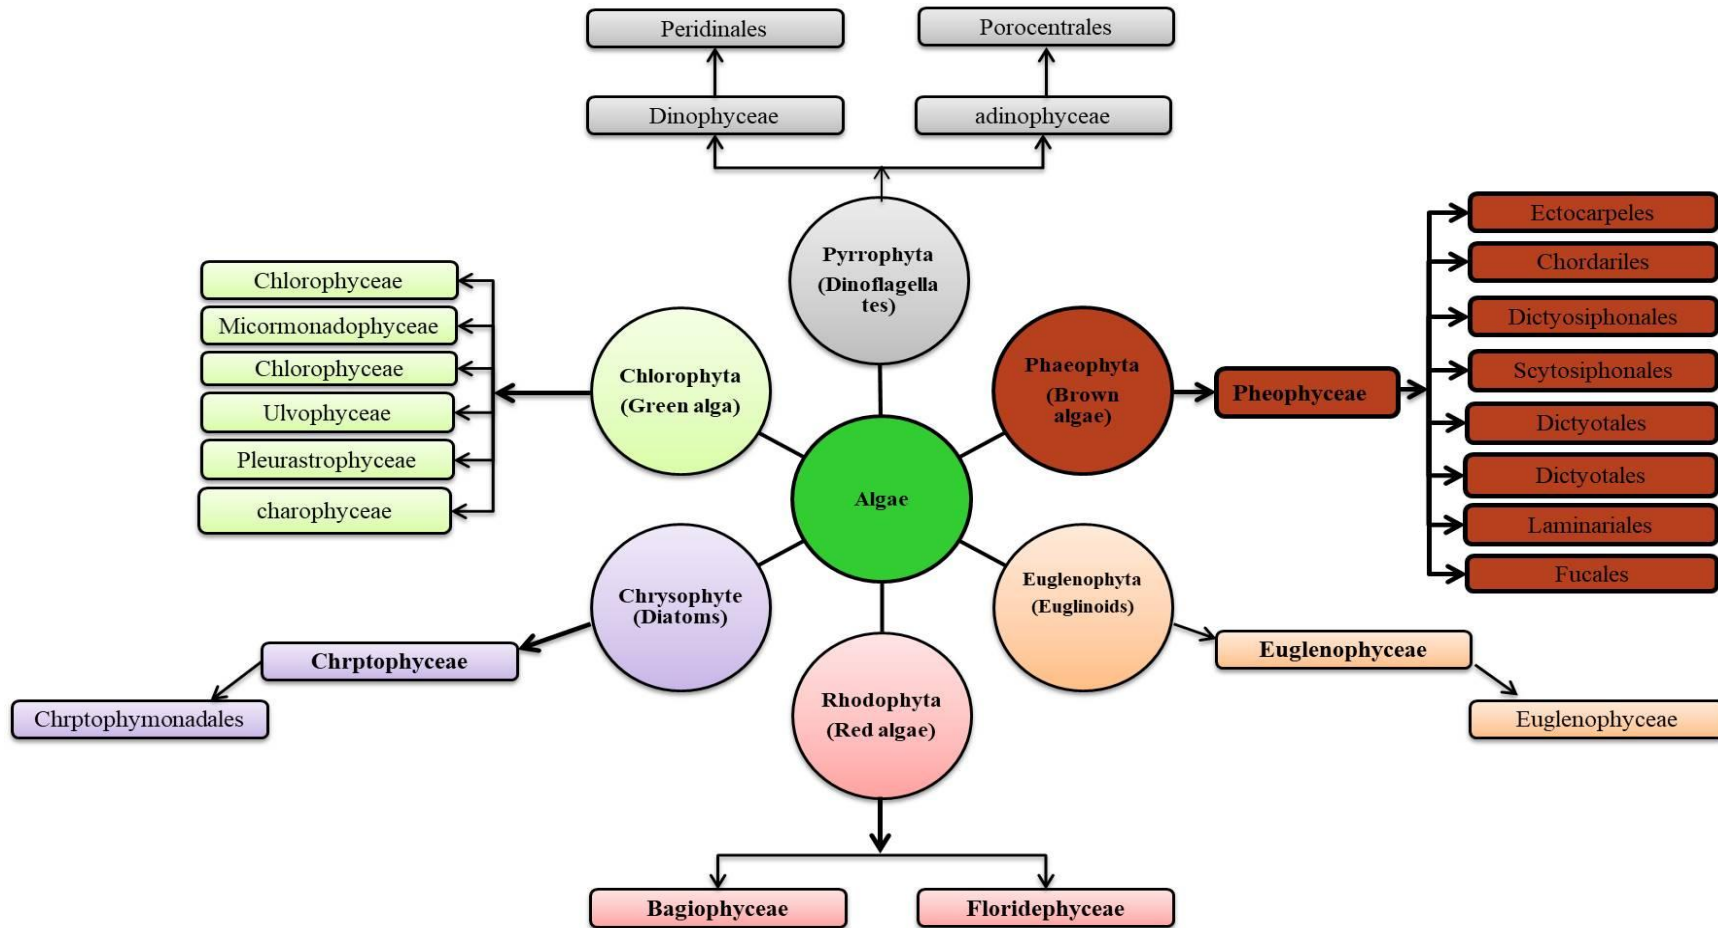 Peridinales
Porocentrales
Dinophyceae
adinophyceae
Pyrrophyta
(Dinoflagella
tes)
Chlorophyceae
Micormonadophyceae
Chlorophyceae
Ulvophyceae
Pleurastrophyceae
charophyceae
Chlorophyta
(Green alga)
Phaeophyta
(Brown
algae)
Pheophyceae
Ectocarpeles
Chordariles
Dictyosiphonales
Scytosiphonales
Dictyotales
Dictyotales
Laminariales
Fucales
Algae
Chrysophyte
(Diatoms)
Chrptophyceae
Chrptophymonadales
Euglenophyta
(Euglinoids)
Euglenophyceae
Euglenophyceae
Rhodophyta
(Red algae)
Bagiophyceae
Floridephyceae